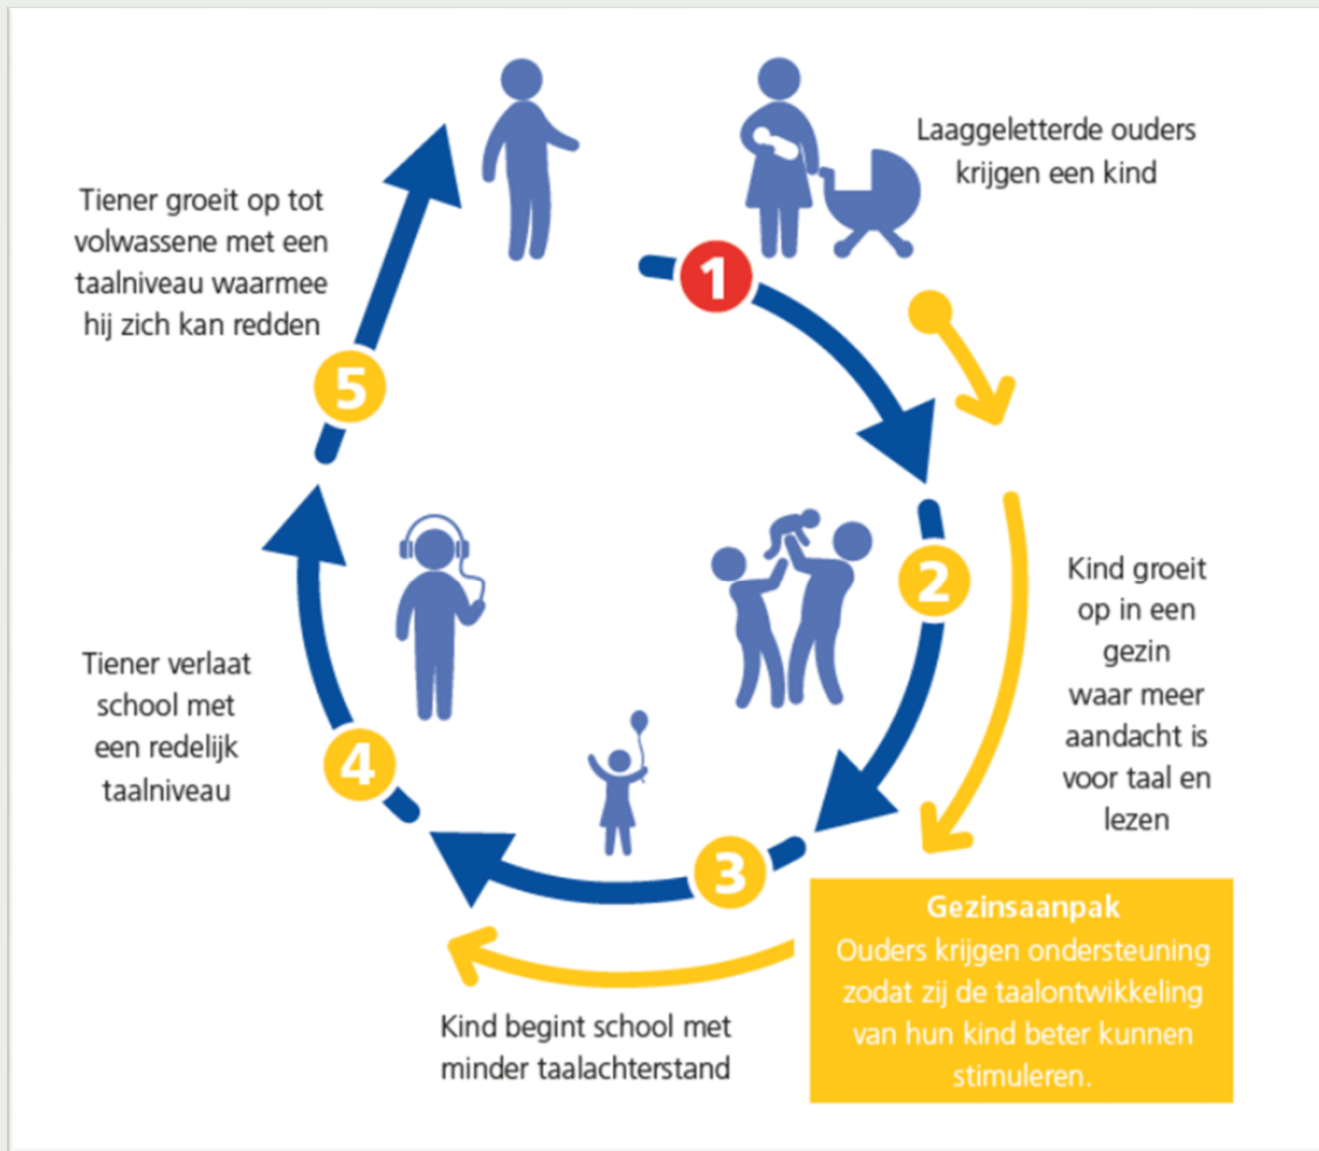 Laaggeletterde ouders
krijgen een kind
1
2
Kind groeit
op in een
gezin
waar meer
aandacht is
voor taal en
lezen
Gezinsaanpak
Ouders krijgen ondersteuning
zodat zij de taalontwikkeling
van hun kind beter kunnen
stimuleren.
3
Kind begint school met
minder taalachterstand
4
Tiener verlaat
school met
een redelijk
taalniveau
5
Tiener groeit op tot
volwassene met een
taalniveau waarmee
hij zich kan redden